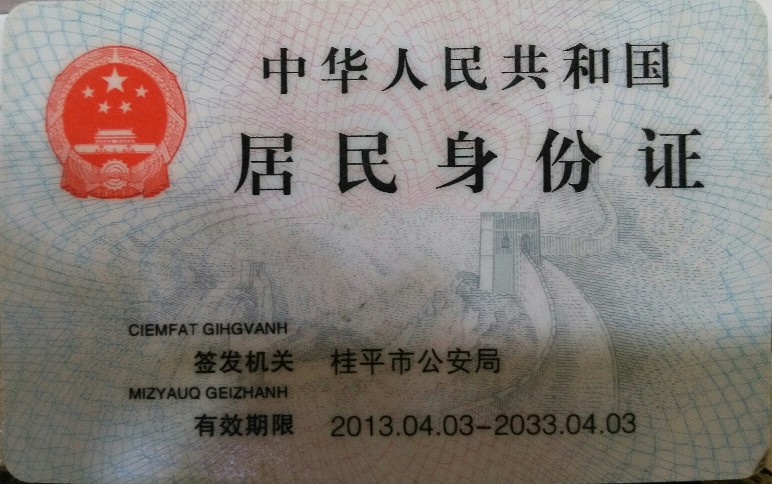 中华人民共和国
居民身份证
CIEMFAT GIHGVANH
签发机关 桂平市公安局
MIZYAUQ GEIZHANH
有效期限 2013.04.03-2033.04.03